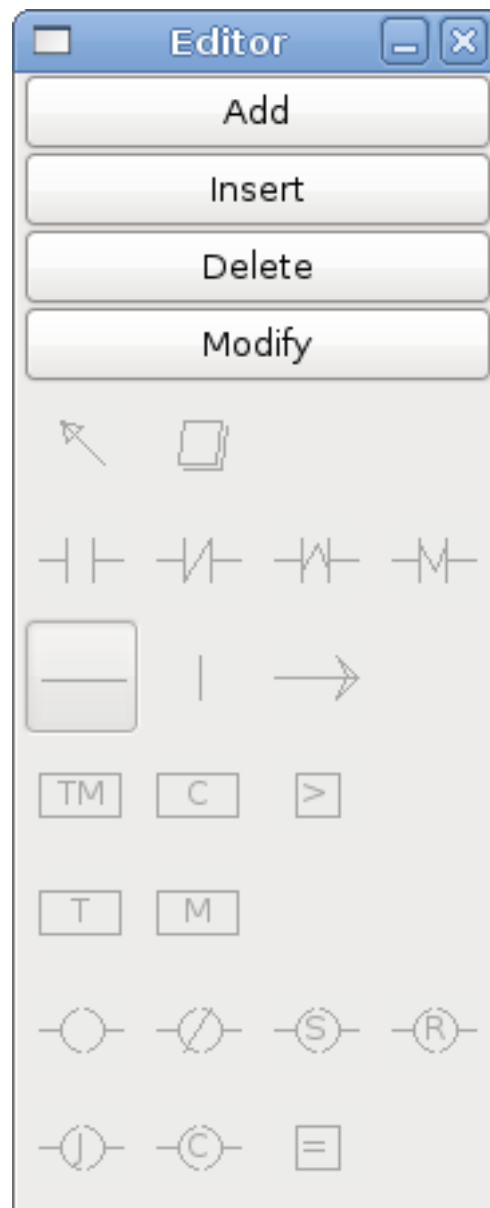 Editor
Add
Insert
Delete
Modify
TM C >
T M
S R
J C =